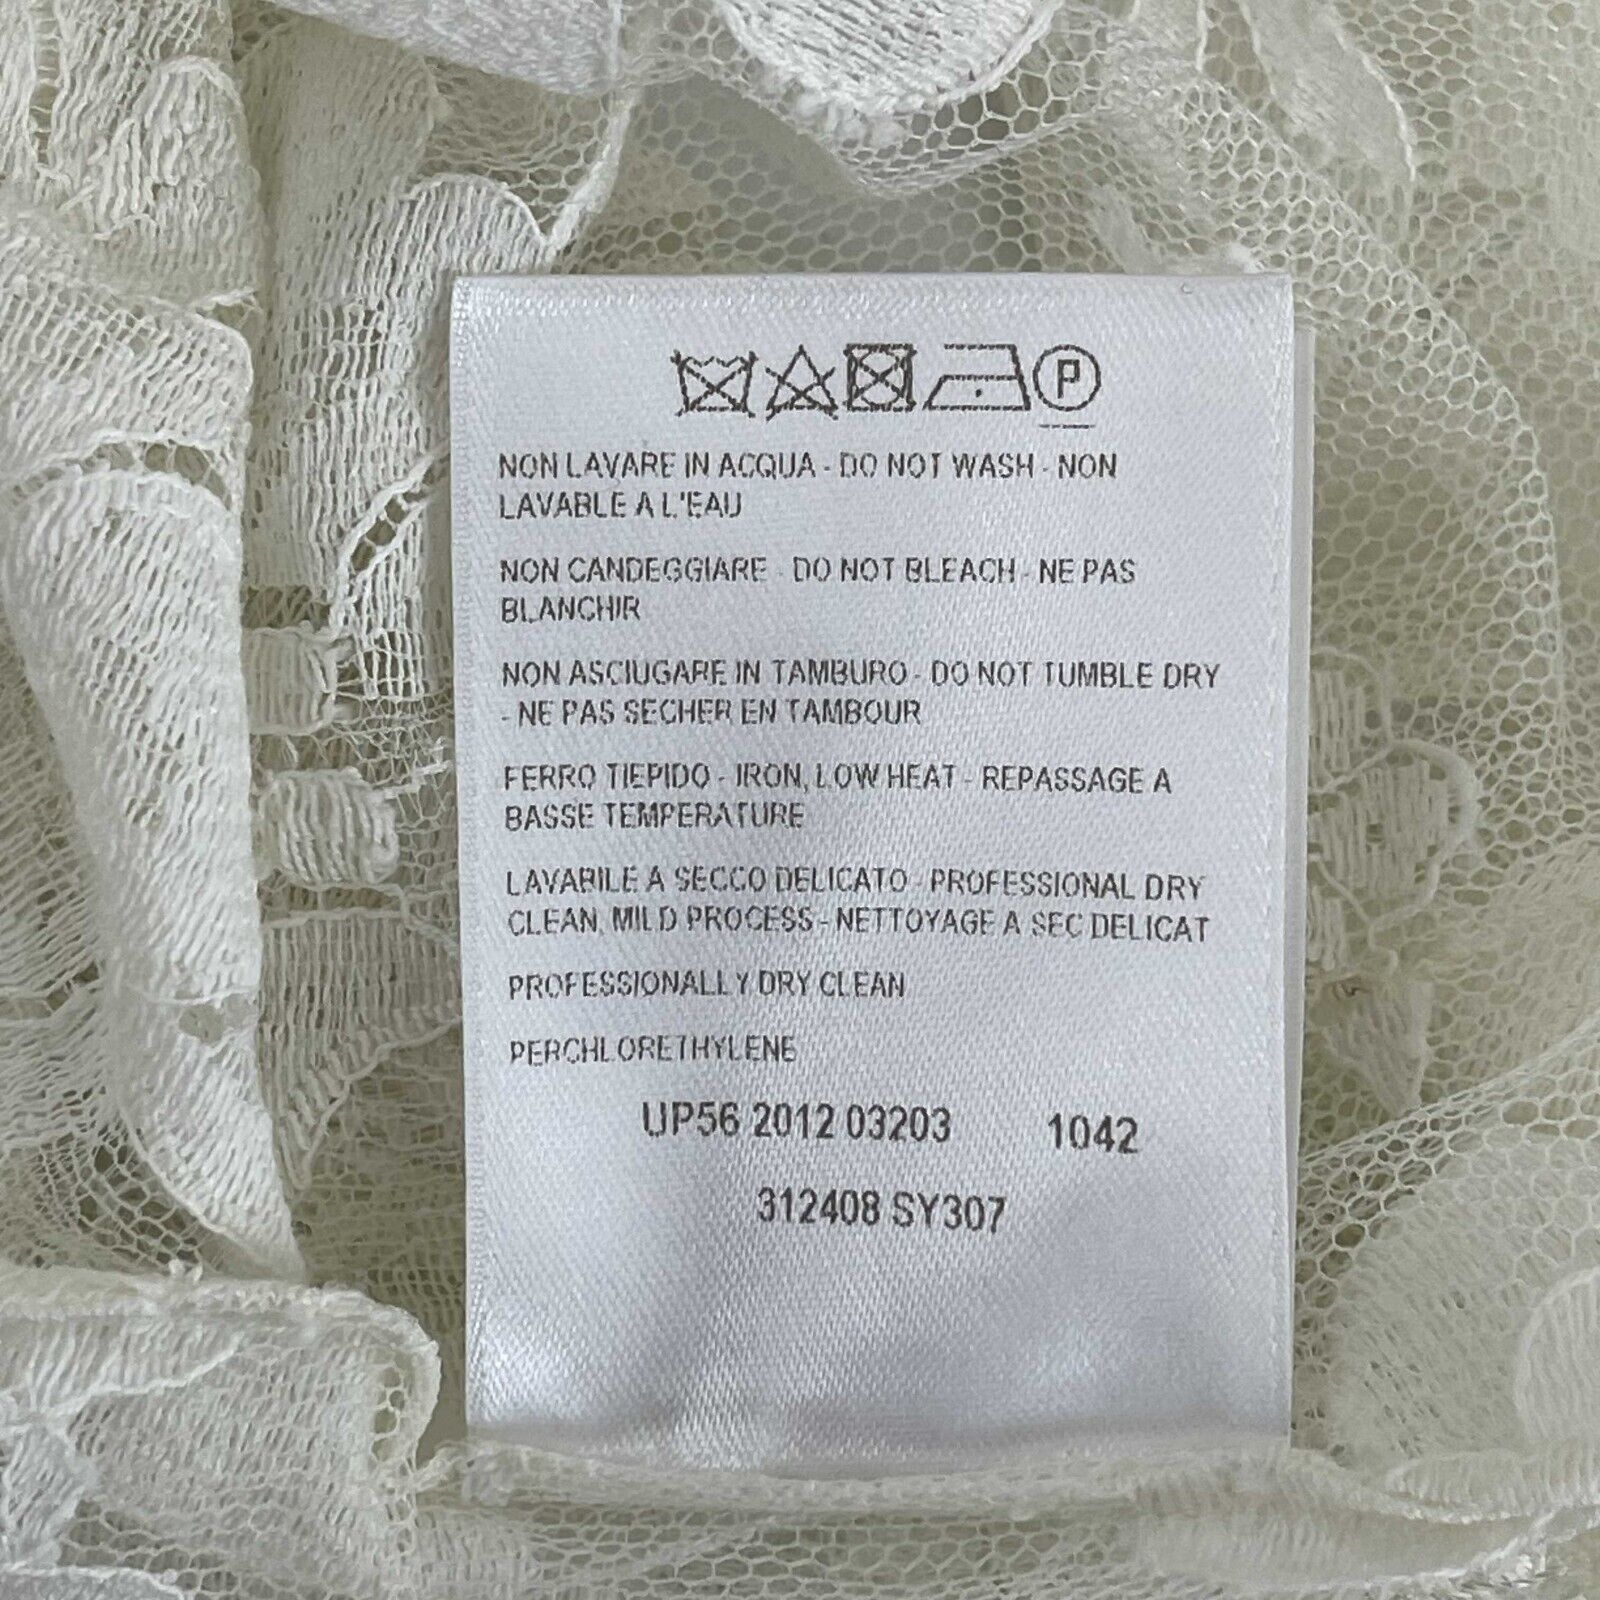 P
NON LAVARE IN ACQUA - DO NOT WASH - NON
LAVABLE A L'EAU
NON CANDEGGIARE - DO NOT BLEACH - NE PAS
BLANCHIR
NON ASCIUGARE IN TAMBURO - DO NOT TUMBLE DRY
- NE PAS SECHER EN TAMBOUR
FERRO TIEPIDO - IRON, LOW HEAT - REPASSAGE A
BASSE TEMPERATURE
LAVABILE A SECCO DELICATO - PROFESSIONAL DRY
CLEAN, MILD PROCESS - NETTOYAGE A SEC DELICAT
PROFESSIONALLY DRY CLEAN
PERCHLORETHYLENE
UP56 2012 03203 1042
312408 SY307